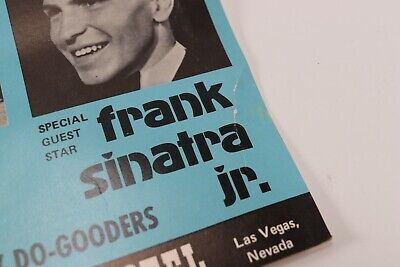 SPECIAL
GUEST
STAR
frank
sinatra
jr.
DO-GOODERS
Las Vegas,
Nevada